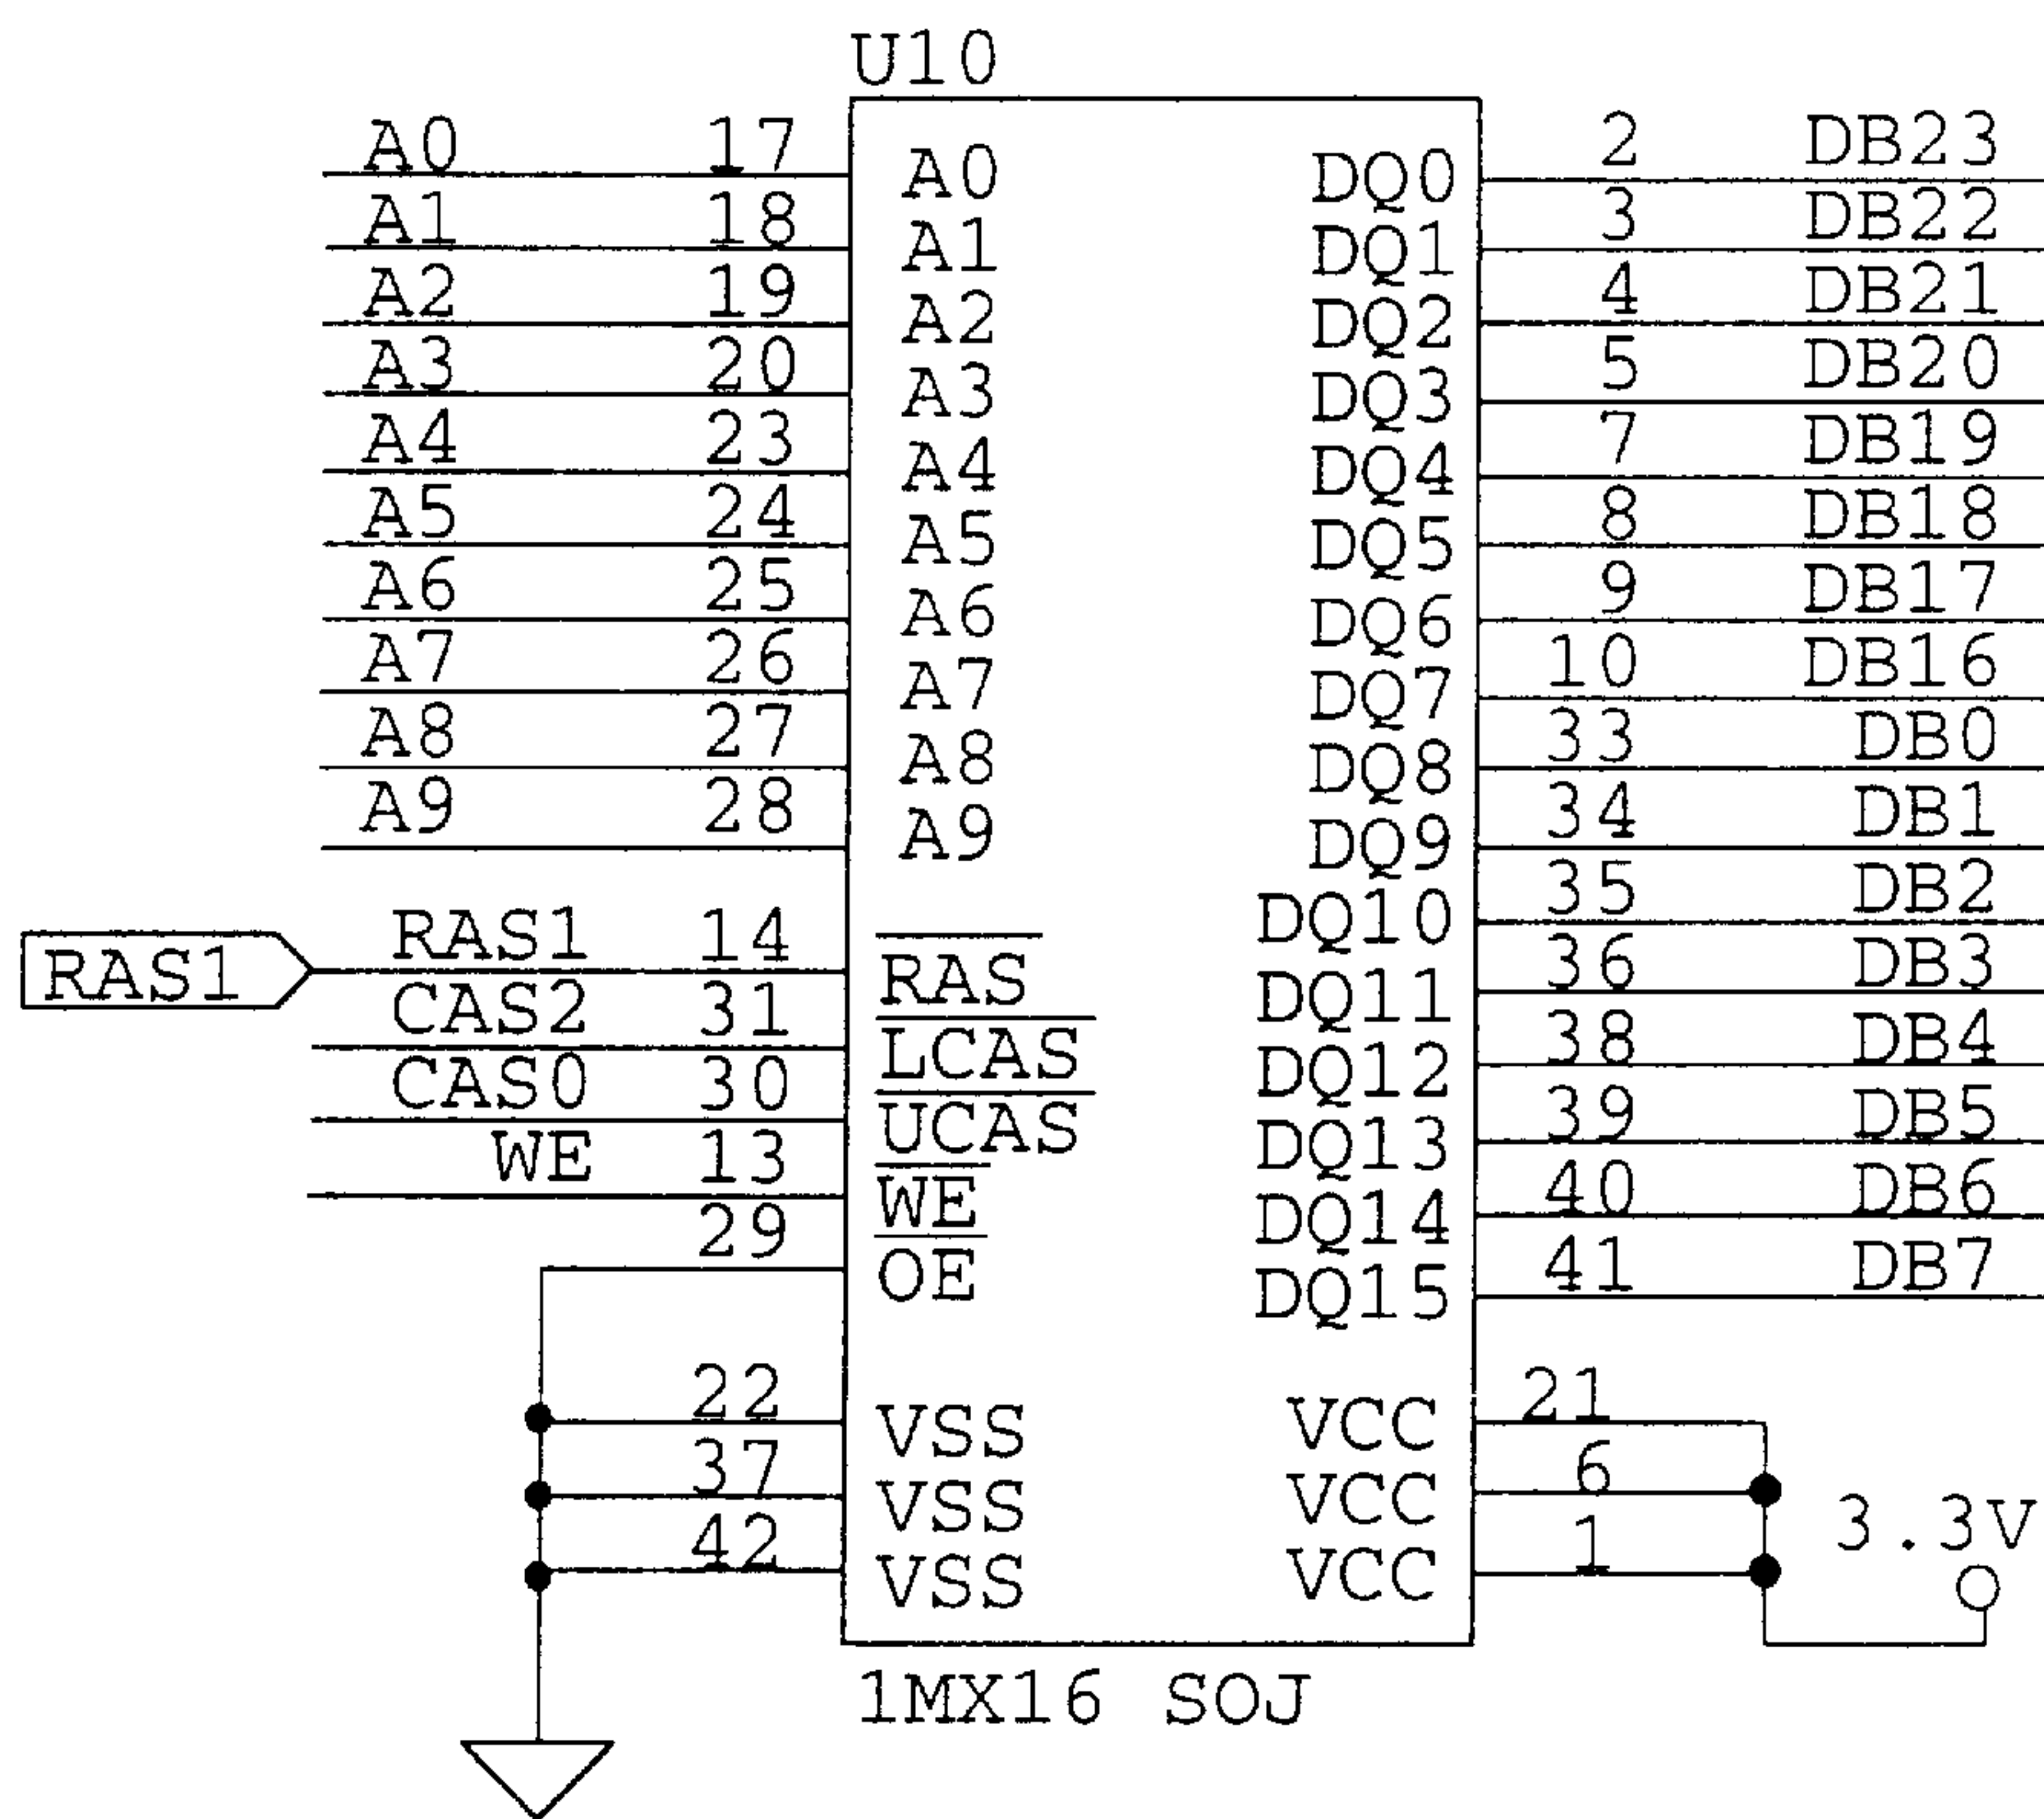 U10
A0 17 A0 DQ0 2 DB23
A1 18 A1 DQ1 3 DB22
A2 19 A2 DQ2 4 DB21
A3 20 A3 DQ3 5 DB20
A4 23 A4 DQ4 7 DB19
A5 24 A5 DQ5 8 DB18
A6 25 A6 DQ6 9 DB17
A7 26 A7 DQ7 10 DB16
A8 27 A8 DQ8 33 DB0
A9 28 A9 DQ9 34 DB1
DQ10 35 DB2
RAS1 RAS1 14 RAS DQ11 36 DB3
CAS2 31 LCAS DQ12 38 DB4
CAS0 30 UCAS DQ13 39 DB5
WE 13 WE DQ14 40 DB6
29 OE DQ15 41 DB7
22 VSS VCC 21
37 VSS VCC 6
42 VSS VCC 1 3.3V
1MX16 SOJ